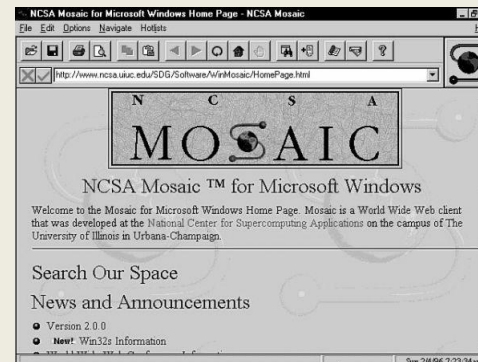 NCSA Mosaic for Microsoft Windows Home Page - NCSA Mosaic
File Edit Options Navigate Hotlists
http://www.ncsa.uiuc.edu/SDG/Software/WinMosaic/HomePage.html
N C S A
MOSAIC
NCSA Mosaic ™ for Microsoft Windows
Welcome to the Mosaic for Microsoft Windows Home Page. Mosaic is a World Wide Web client
that was developed at the National Center for Supercomputing Applications on the campus of The
University of Illinois in Urbana-Champaign.
Search Our Space
News and Announcements
Version 2.0.0
New! Win32s Information